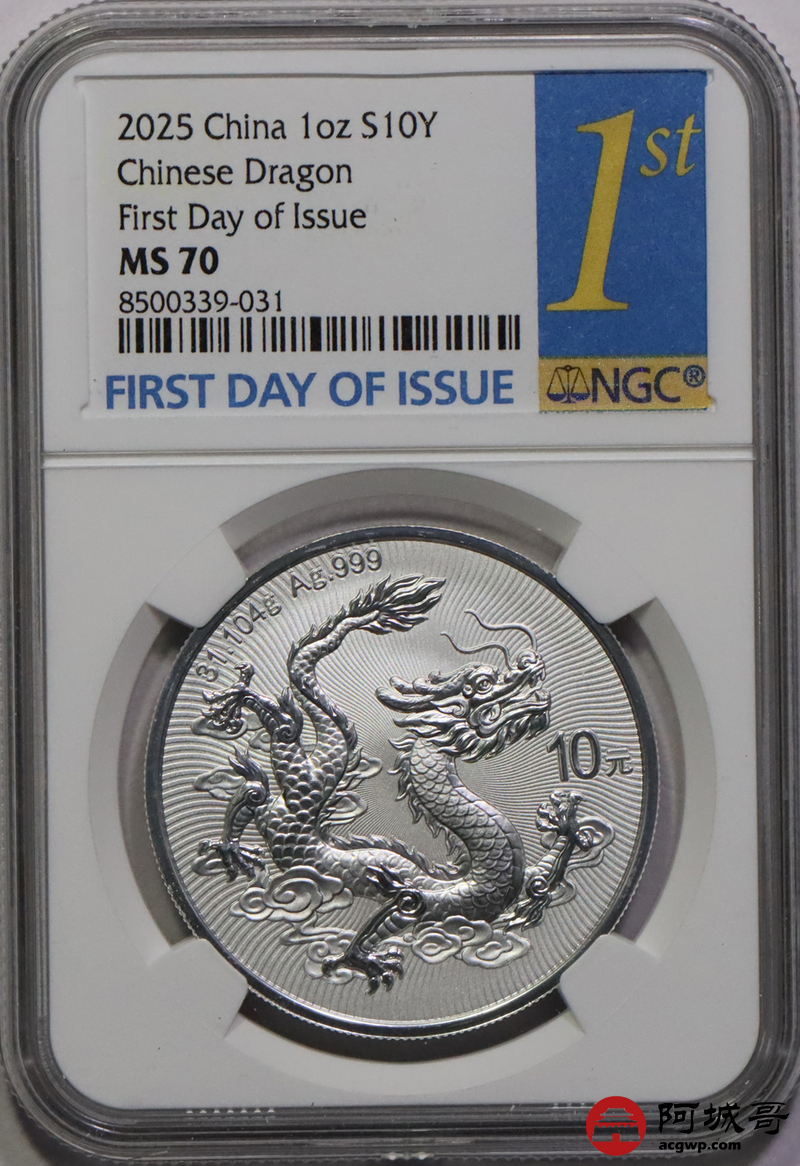 2025 China 1oz S10Y
Chinese Dragon
First Day of Issue
MS 70
8500339-031
FIRST DAY OF ISSUE
1st
NGC®
31.104g Ag.999
10元
阿城哥
acgwp.com